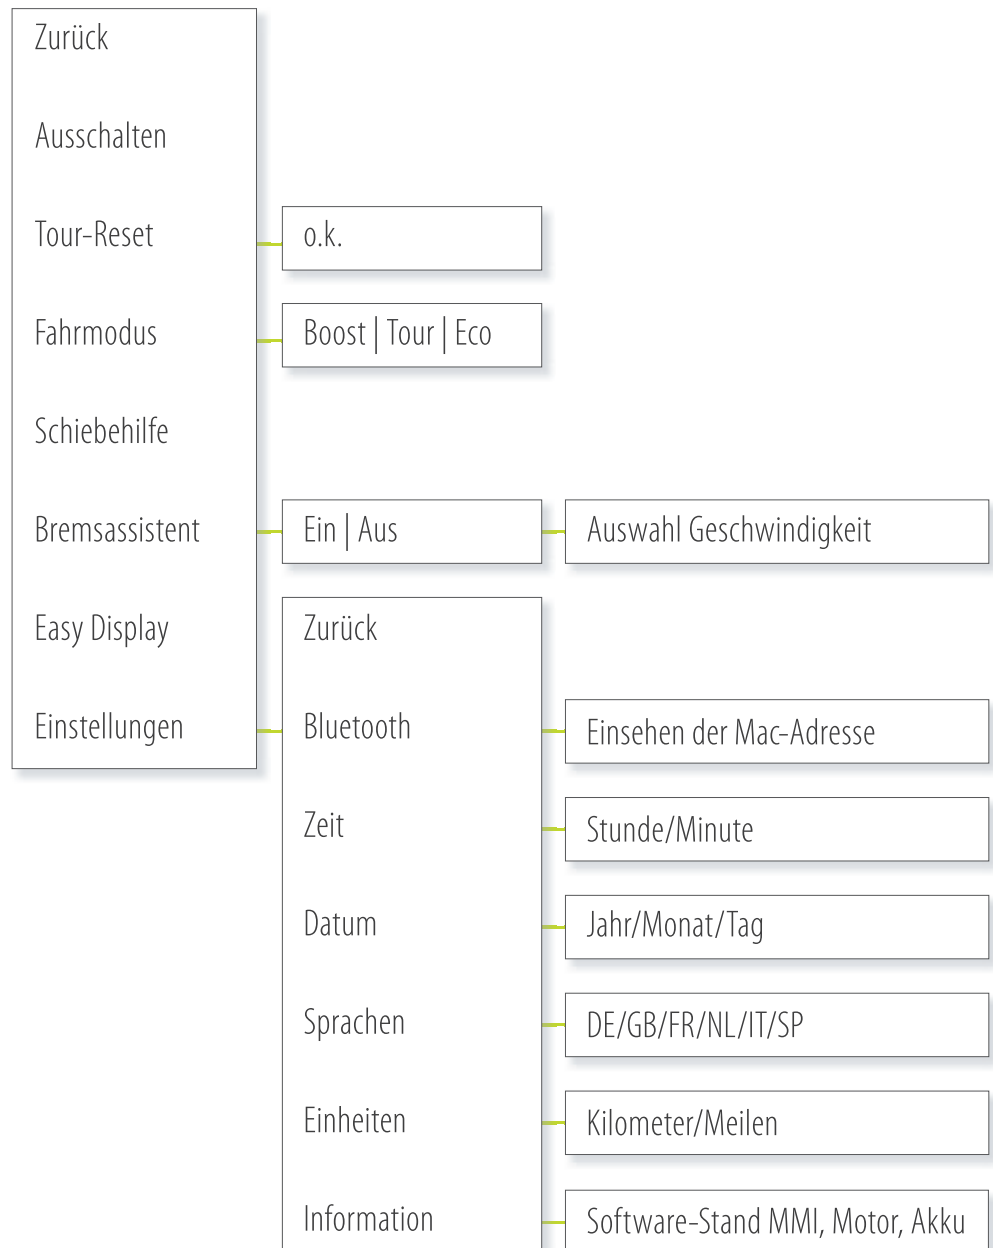 Zurück
Ausschalten
Tour-Reset
o.k.
Fahrmodus
Boost | Tour | Eco
Schiebehilfe
Bremsassistent
Ein | Aus
Auswahl Geschwindigkeit
Easy Display
Einstellungen
Zurück
Bluetooth
Einsehen der Mac-Adresse
Zeit
Stunde/Minute
Datum
Jahr/Monat/Tag
Sprachen
DE/GB/FR/NL/IT/SP
Einheiten
Kilometer/Meilen
Information
Software-Stand MMI, Motor, Akku